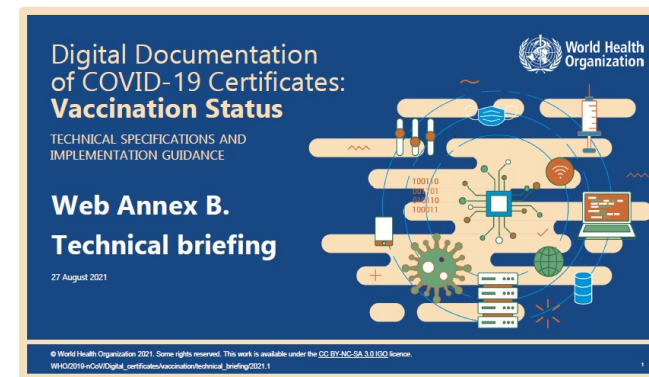 Digital Documentation
of COVID-19 Certificates:
Vaccination Status
TECHNICAL SPECIFICATIONS AND
IMPLEMENTATION GUIDANCE
Web Annex B.
Technical briefing
27 August 2021
World Health
Organization
100110
010110
100011
© World Health Organization 2021. Some rights reserved. This work is available under the CC BY-NC-SA 3.0 IGO licence.
WHO/2019-nCoV/Digital_certificates/vaccination/technical_briefing/2021.1
1